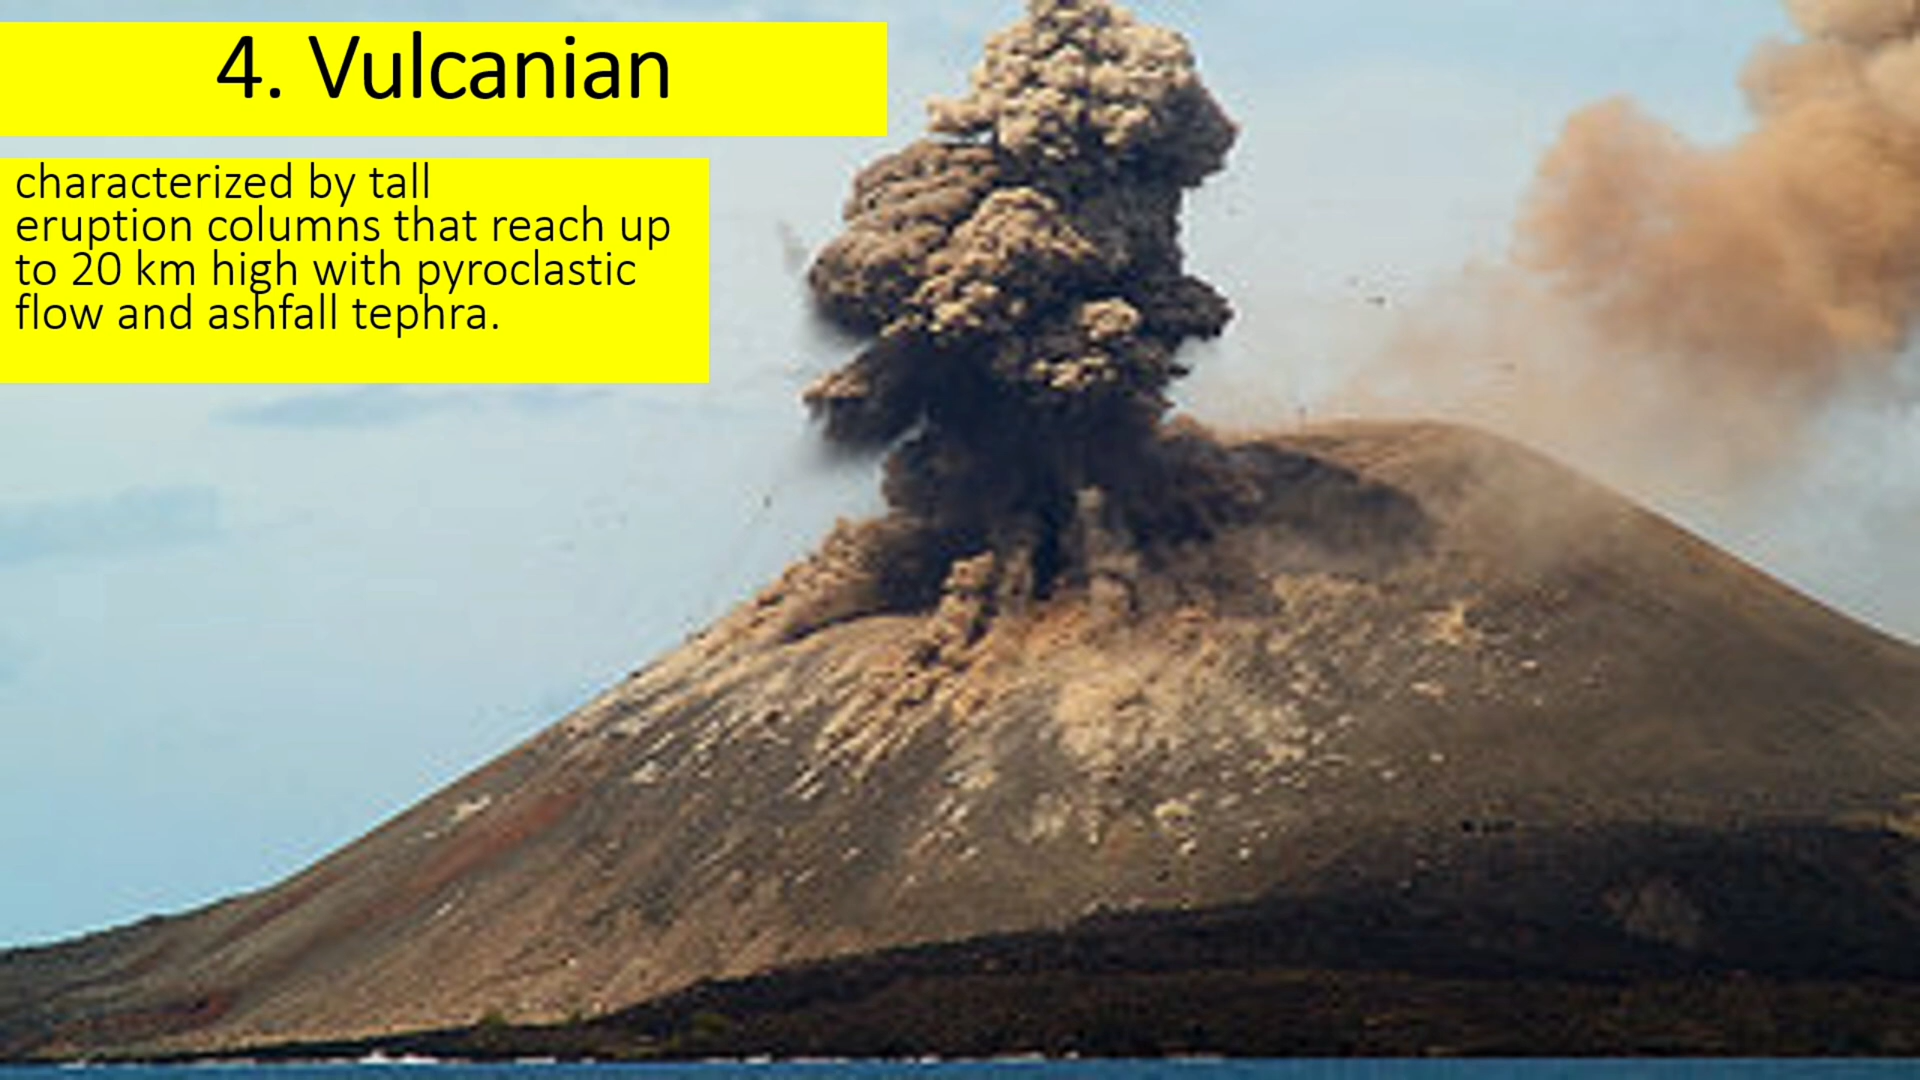 4. Vulcanian
characterized by tall
eruption columns that reach up
to 20 km high with pyroclastic
flow and ashfall tephra.